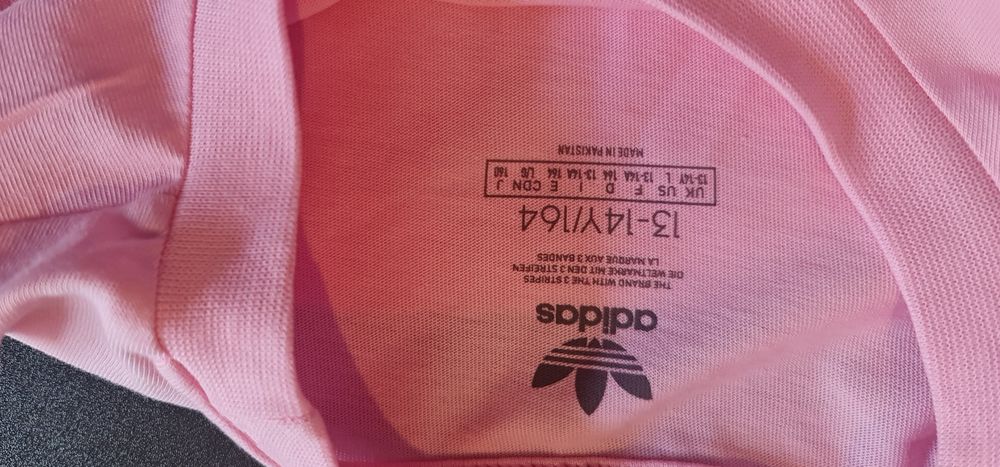 adidas
THE BRAND WITH THE 3 STRIPES
DIE WELTMARKE MIT DEN 3 STREIFEN
LA MARQUE AUX 3 BANDES
13-14Y/164
UK US F D I E CDN J
13-14Y L 13-14A 164 13-14A 164 L/G 160
MADE IN PAKISTAN